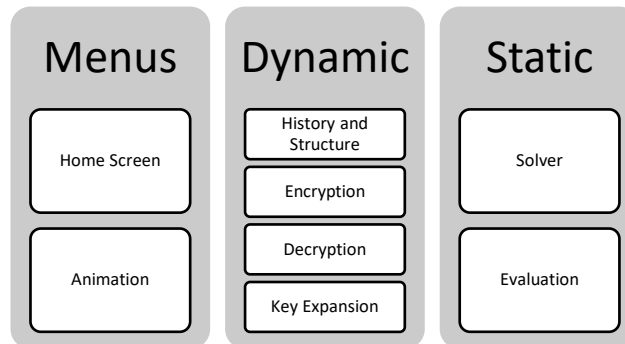 Menus
Home Screen
Animation
Dynamic
History and
Structure
Encryption
Decryption
Key Expansion
Static
Solver
Evaluation